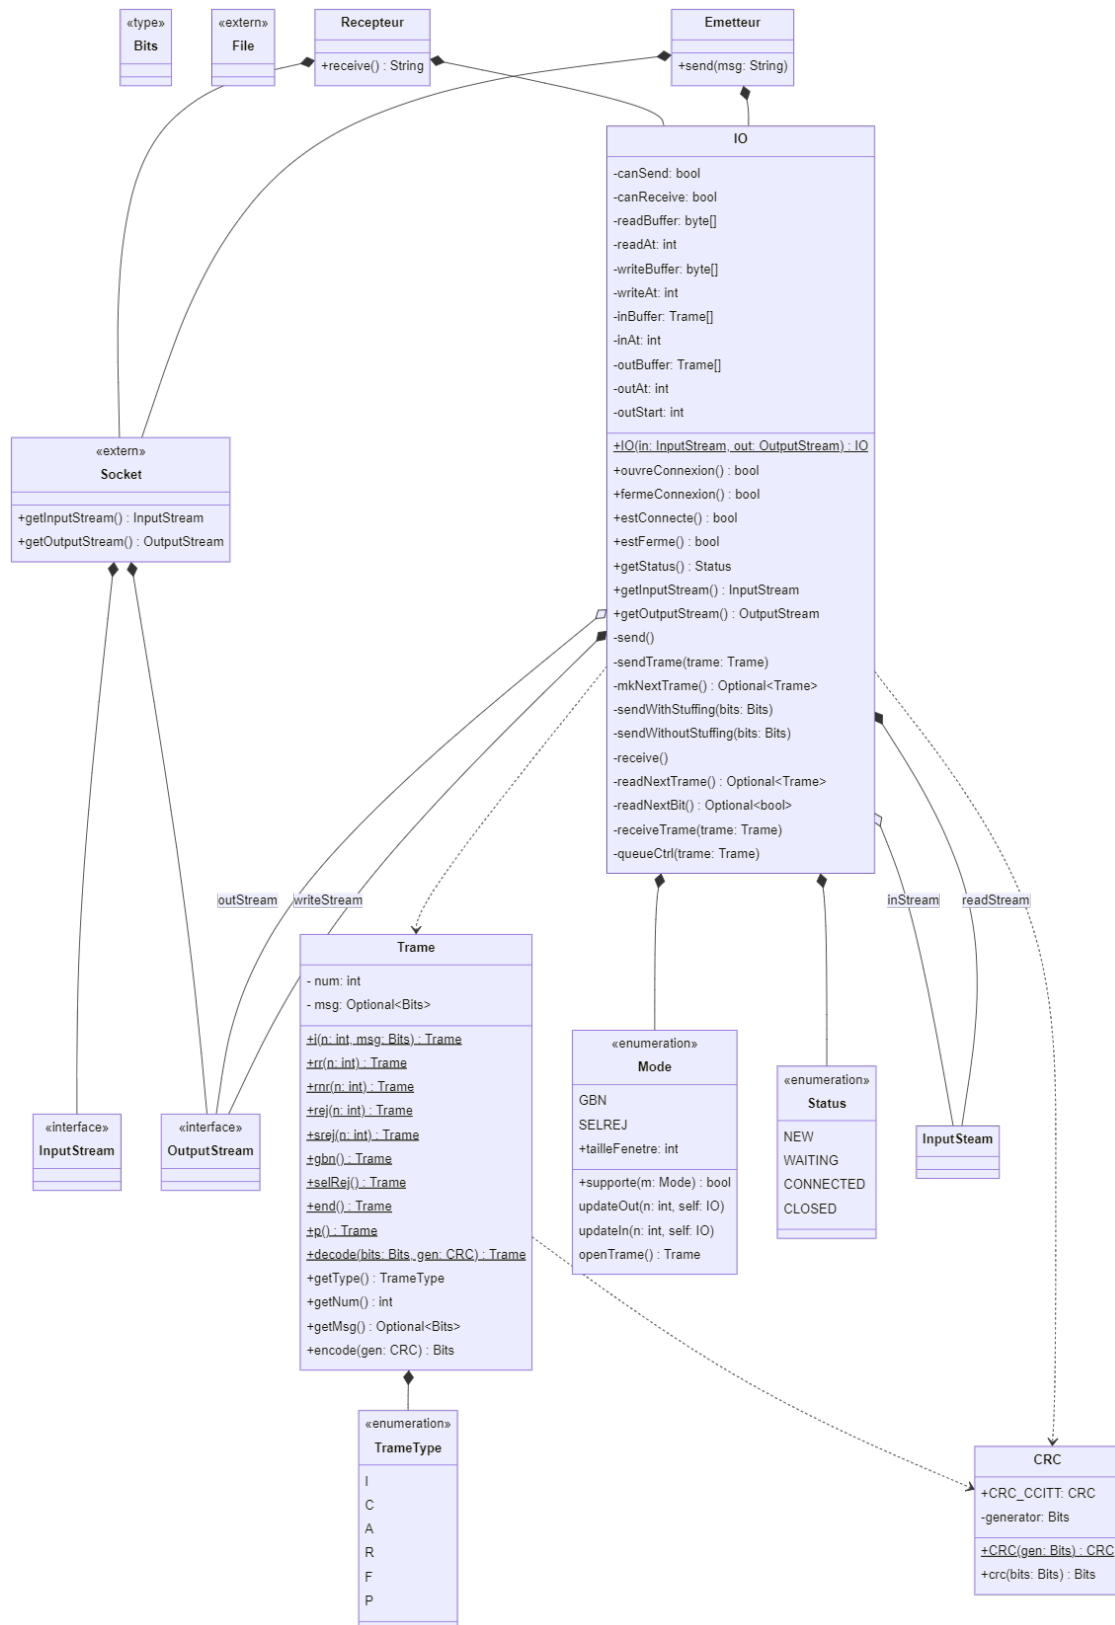 «type»
Bits
«extern»
File
Recepteur
+receive() : String
Emetteur
+send(msg: String)
IO
-canSend: bool
-canReceive: bool
-readBuffer: byte[]
-readAt: int
-writeBuffer: byte[]
-writeAt: int
-inBuffer: Trame[]
-inAt: int
-outBuffer: Trame[]
-outAt: int
-outStart: int
+IO(in: InputStream, out: OutputStream) : IO
+ouvreConnexion() : bool
+fermeConnexion() : bool
+estConnecte() : bool
+estFerme() : bool
+getStatus() : Status
+getInputStream() : InputStream
+getOutputStream() : OutputStream
-send()
-sendTrame(trame: Trame)
-mkNextTrame() : Optional<Trame>
-sendWithStuffing(bits: Bits)
-sendWithoutStuffing(bits: Bits)
-receive()
-readNextTrame() : Optional<Trame>
-readNextBit() : Optional<bool>
-receiveTrame(trame: Trame)
-queueCtrl(trame: Trame)
«extern»
Socket
+getInputStream() : InputStream
+getOutputStream() : OutputStream
outStream
writeStream
inStream
readStream
Trame
- num: int
- msg: Optional<Bits>
+i(n: int, msg: Bits) : Trame
+rr(n: int) : Trame
+rnr(n: int) : Trame
+rej(n: int) : Trame
+srej(n: int) : Trame
+gbn() : Trame
+selRej() : Trame
+end() : Trame
+p() : Trame
+decode(bits: Bits, gen: CRC) : Trame
+getType() : TrameType
+getNum() : int
+getMsg() : Optional<Bits>
+encode(gen: CRC) : Bits
«enumeration»
Mode
GBN
SELREJ
+tailleFenetre: int
+supporte(m: Mode) : bool
updateOut(n: int, self: IO)
updateIn(n: int, self: IO)
openTrame() : Trame
«enumeration»
Status
NEW
WAITING
CONNECTED
CLOSED
«interface»
InputStream
«interface»
OutputStream
InputSteam
«enumeration»
TrameType
I
C
A
R
F
P
CRC
+CRC_CCITT: CRC
-generator: Bits
+CRC(gen: Bits) : CRC
+crc(bits: Bits) : Bits